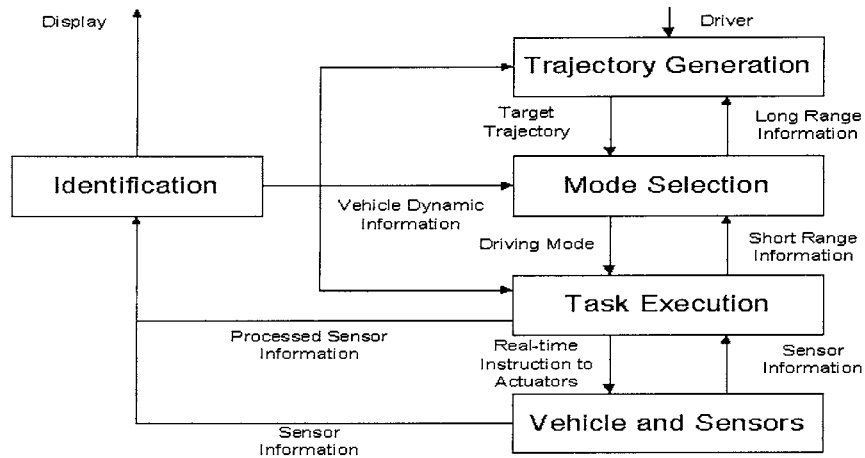 Display
Driver
Trajectory Generation
Target
Trajectory
Long Range
Information
Identification
Mode Selection
Vehicle Dynamic
Information
Driving Mode
Short Range
Information
Task Execution
Processed Sensor
Information
Real-time
Instruction to
Actuators
Sensor
Information
Vehicle and Sensors
Sensor
Information